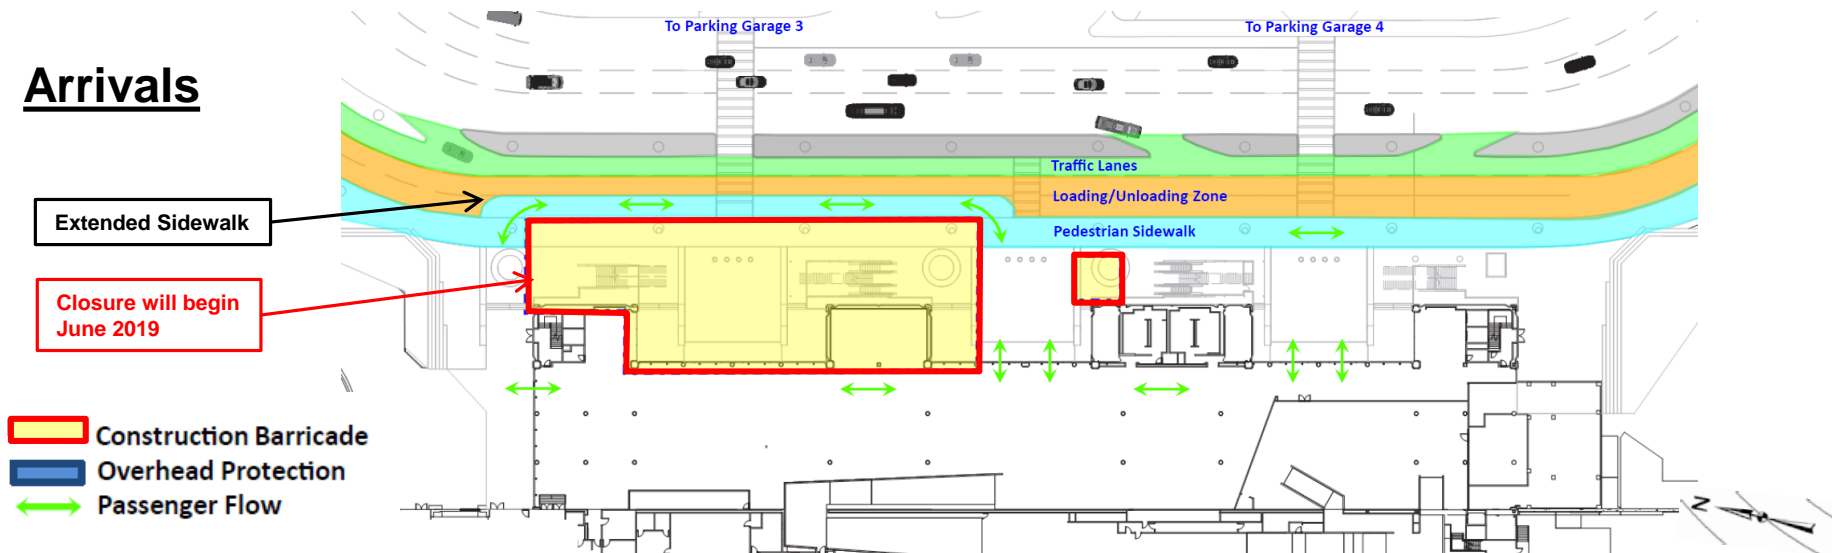 To Parking Garage 3
To Parking Garage 4
Arrivals
Traffic Lanes
Extended Sidewalk
Loading/Unloading Zone
Pedestrian Sidewalk
Closure will begin
June 2019
Construction Barricade
Overhead Protection
Passenger Flow
N